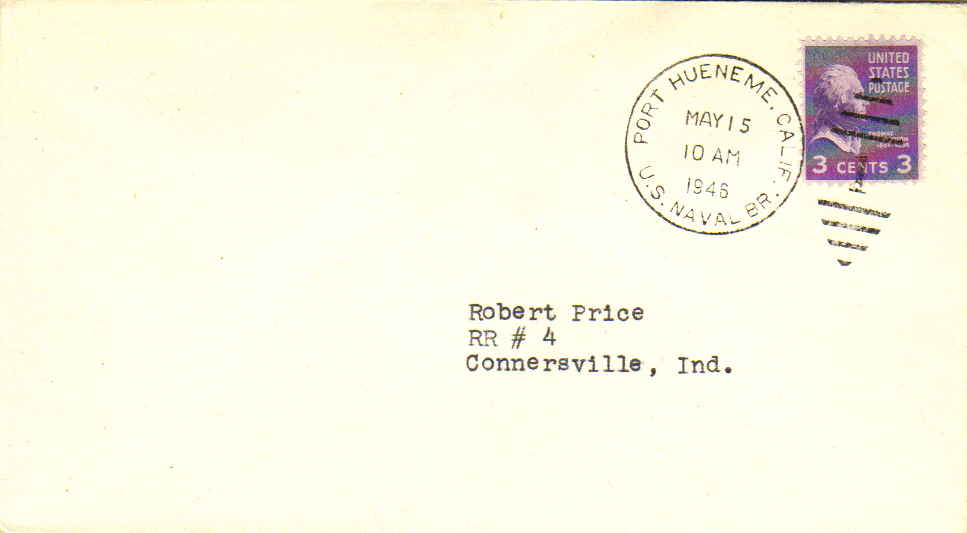 PORT HUENEME, CALIF.
MAY 15
10 AM
1946
U.S. NAVAL BR.
UNITED
STATES
POSTAGE
THOMAS
3 CENTS 3
Robert Price
RR # 4
Connersville, Ind.